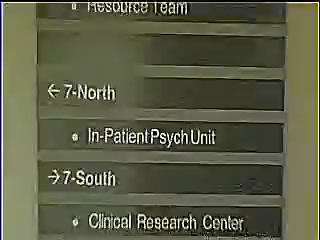 • Resource Team
← 7-North
• In-Patient Psych Unit
→ 7-South
• Clinical Research Center